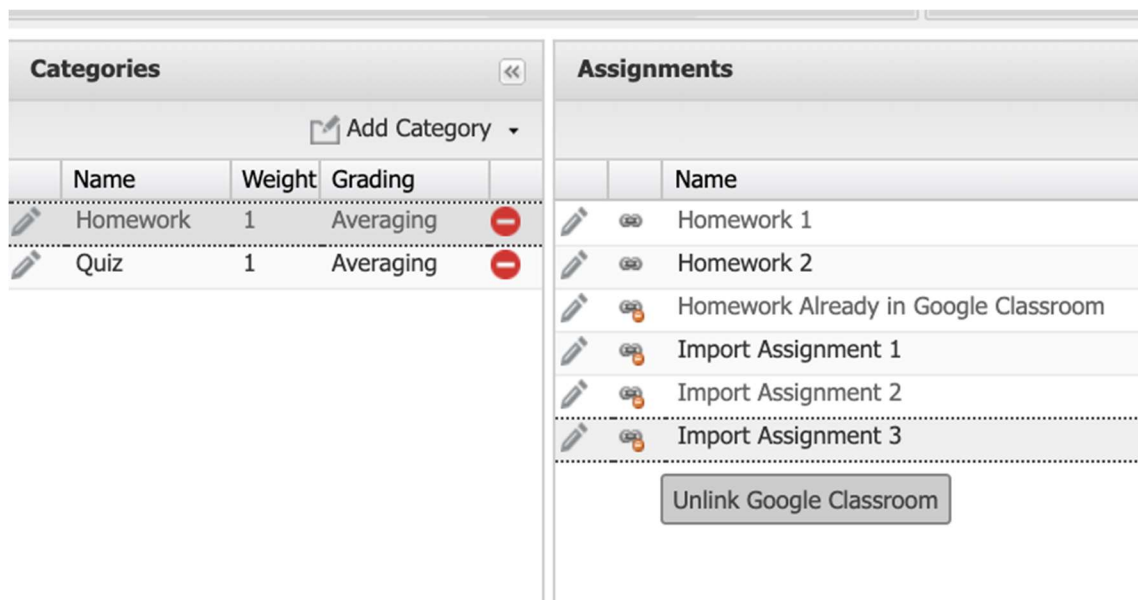 Categories
Add Category
Name Weight Grading
Homework 1 Averaging
Quiz 1 Averaging
Assignments
Name
Homework 1
Homework 2
Homework Already in Google Classroom
Import Assignment 1
Import Assignment 2
Import Assignment 3
Unlink Google Classroom